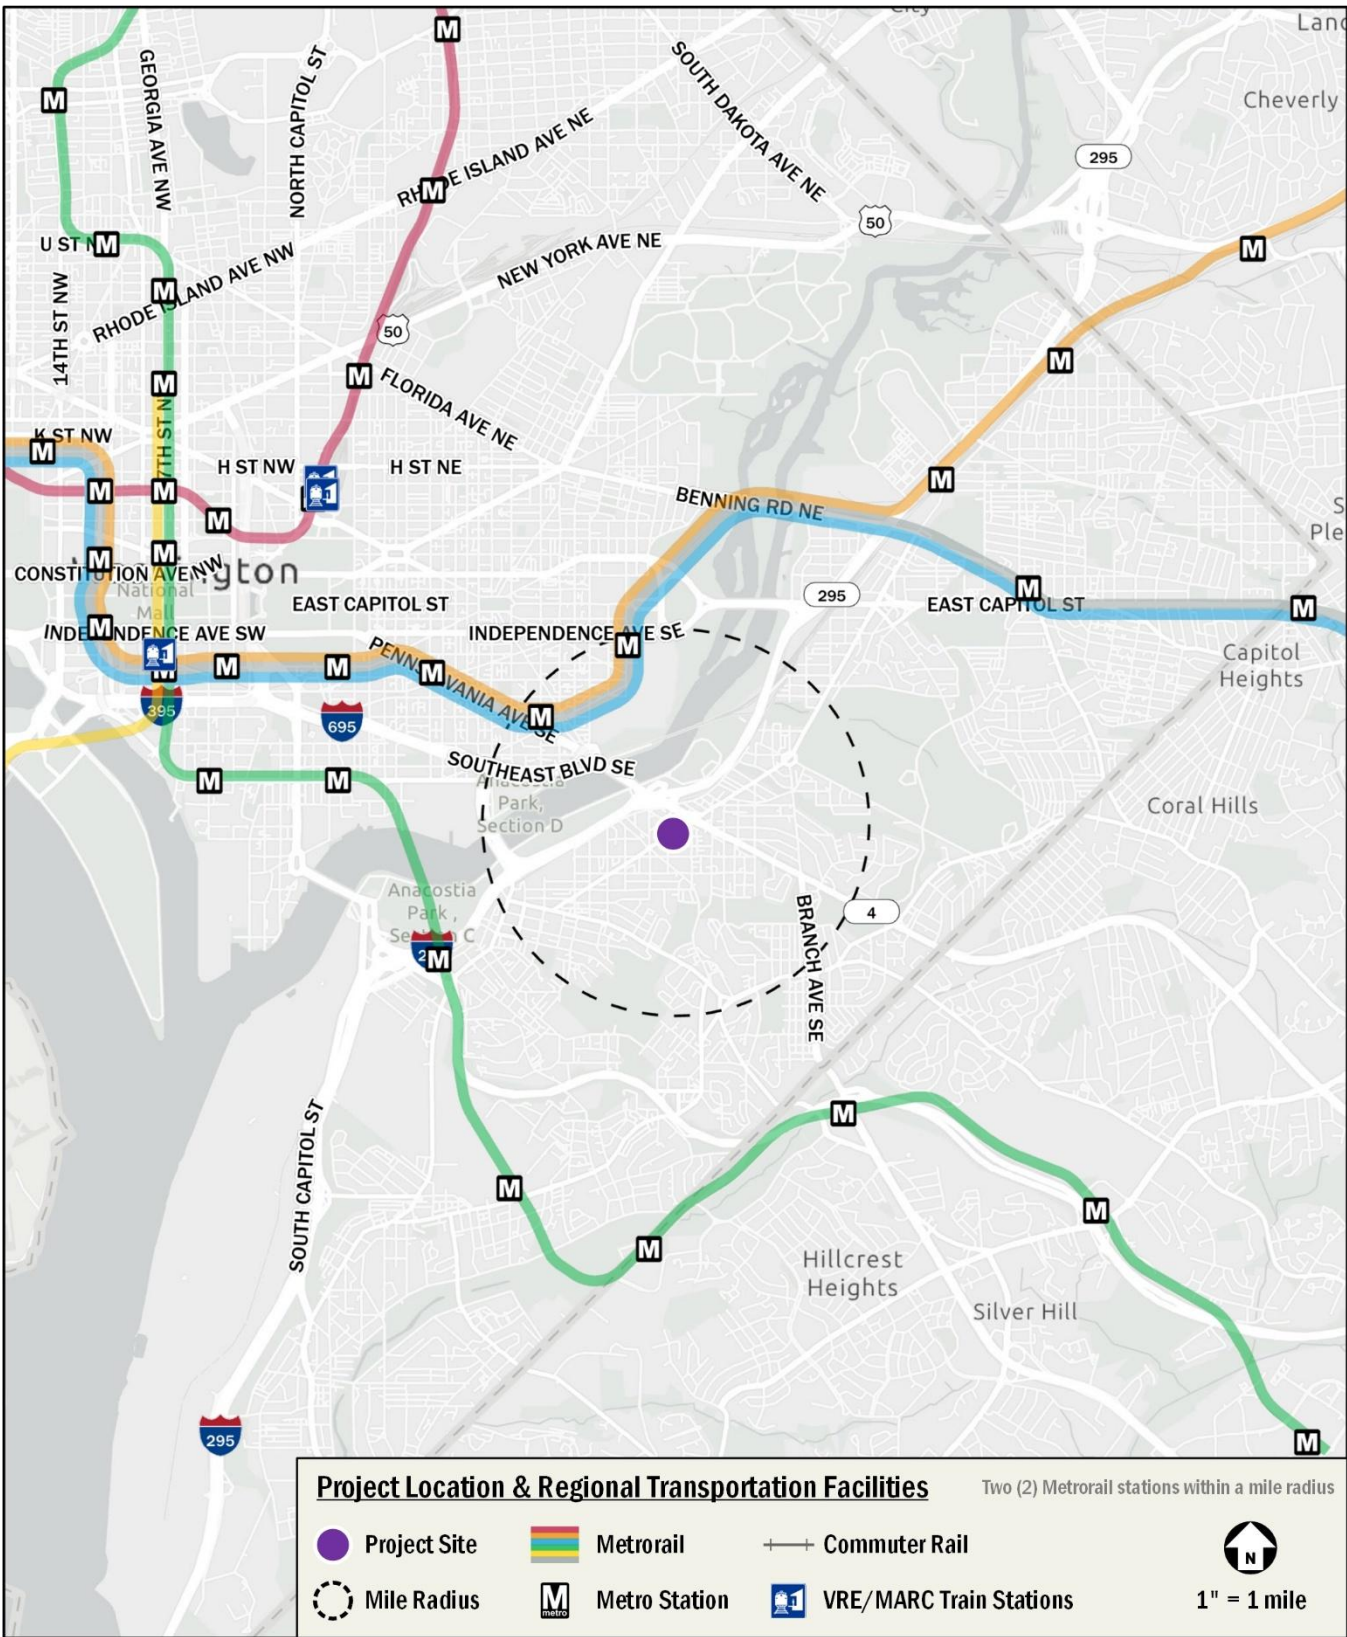 City
Land
GEORGIA AVE NW
NORTH CAPITOL ST
SOUTH DAKOTA AVE NE
Cheverly
295
RHODE ISLAND AVE NE
50
U ST N
NEW YORK AVE NE
RHODE ISLAND AVE NW
14TH ST NW
50
FLORIDA AVE NE
K ST NW
7TH ST N
H ST NW
H ST NE
BENNING RD NE
S
Ple
CONSTITUTION AVE NW
gton
National
Mall
295
EAST CAPITOL ST
EAST CAPITOL ST
INDEPENDENCE AVE SW
INDEPENDENCE AVE SE
PENNSYLVANIA AVE SE
Capitol
Heights
395
695
SOUTHEAST BLVD SE
Anacostia
Park,
Section D
Coral Hills
Anacostia
Park ,
Section C
4
BRANCH AVE SE
SOUTH CAPITOL ST
Hillcrest
Heights
Silver Hill
295
Project Location & Regional Transportation Facilities
Two (2) Metrorail stations within a mile radius
Project Site
Metrorail
Commuter Rail
N
Mile Radius
M
metro
Metro Station
VRE/MARC Train Stations
1" = 1 mile